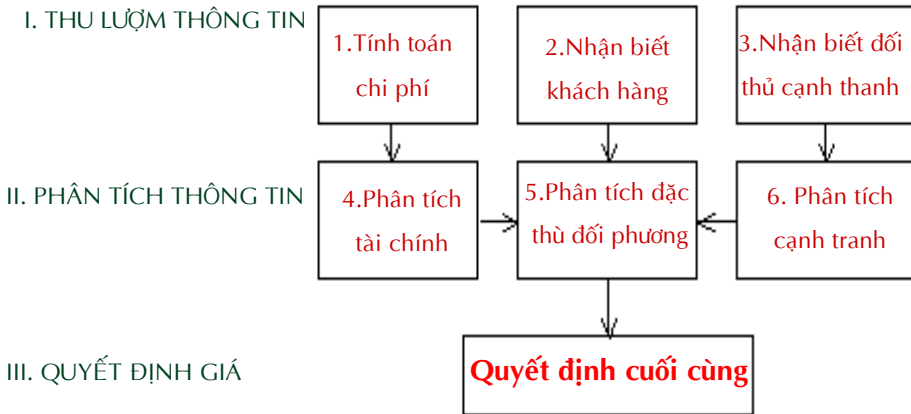 I. THU LƯỢM THÔNG TIN
1.Tính toán
chi phí
2.Nhận biết
khách hàng
3.Nhận biết đối
thủ cạnh thanh
II. PHÂN TÍCH THÔNG TIN
4.Phân tích
tài chính
5.Phân tích đặc
thù đối phương
6. Phân tích
cạnh tranh
III. QUYẾT ĐỊNH GIÁ
Quyết định cuối cùng